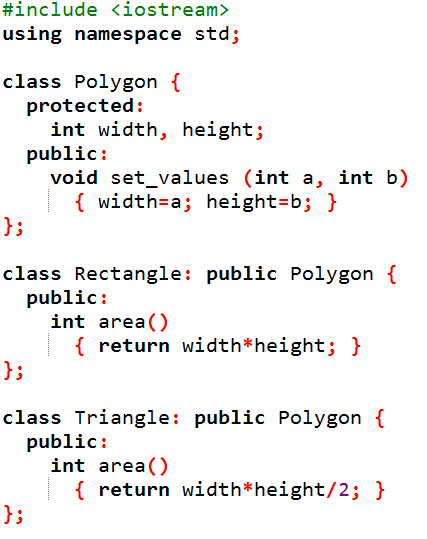 #include <iostream>
using namespace std;

class Polygon {
  protected:
    int width, height;
  public:
    void set_values (int a, int b)
      { width=a; height=b; }
};

class Rectangle: public Polygon {
  public:
    int area()
      { return width*height; }
};

class Triangle: public Polygon {
  public:
    int area()
      { return width*height/2; }
};